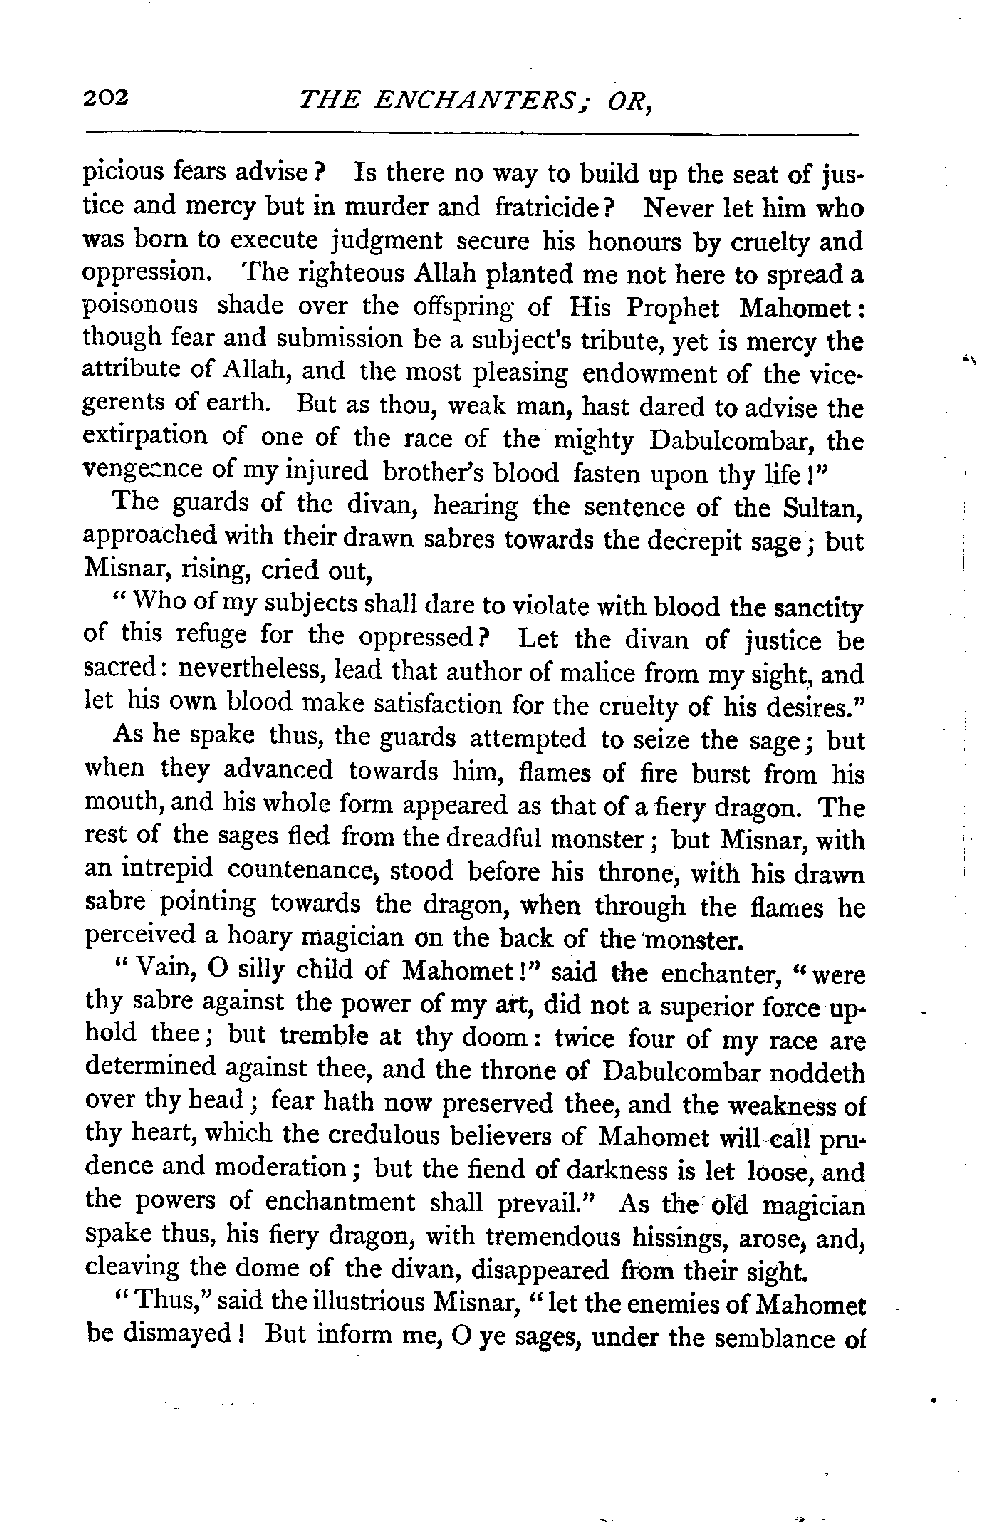 202 THE ENCHANTERS; OR,
picious fears advise? Is there no way to build up the seat of jus-
tice and mercy but in murder and fratricide? Never let him who
was born to execute judgment secure his honours by cruelty and
oppression. The righteous Allah planted me not here to spread a
poisonous shade over the offspring of His Prophet Mahomet:
though fear and submission be a subject's tribute, yet is mercy the
attribute of Allah, and the most pleasing endowment of the vice-
gerents of earth. But as thou, weak man, hast dared to advise the
extirpation of one of the race of the mighty Dabulcombar, the
vengeance of my injured brother's blood fasten upon thy life!"
The guards of the divan, hearing the sentence of the Sultan,
approached with their drawn sabres towards the decrepit sage; but
Misnar, rising, cried out,
"Who of my subjects shall dare to violate with blood the sanctity
of this refuge for the oppressed? Let the divan of justice be
sacred: nevertheless, lead that author of malice from my sight, and
let his own blood make satisfaction for the cruelty of his desires."
As he spake thus, the guards attempted to seize the sage; but
when they advanced towards him, flames of fire burst from his
mouth, and his whole form appeared as that of a fiery dragon. The
rest of the sages fled from the dreadful monster; but Misnar, with
an intrepid countenance, stood before his throne, with his drawn
sabre pointing towards the dragon, when through the flames he
perceived a hoary magician on the back of the monster.
"Vain, O silly child of Mahomet!" said the enchanter, "were
thy sabre against the power of my art, did not a superior force up-
hold thee; but tremble at thy doom: twice four of my race are
determined against thee, and the throne of Dabulcombar noddeth
over thy head; fear hath now preserved thee, and the weakness of
thy heart, which the credulous believers of Mahomet will call pru-
dence and moderation; but the fiend of darkness is let loose, and
the powers of enchantment shall prevail." As the old magician
spake thus, his fiery dragon, with tremendous hissings, arose, and,
cleaving the dome of the divan, disappeared from their sight.
"Thus," said the illustrious Misnar, "let the enemies of Mahomet
be dismayed! But inform me, O ye sages, under the semblance of